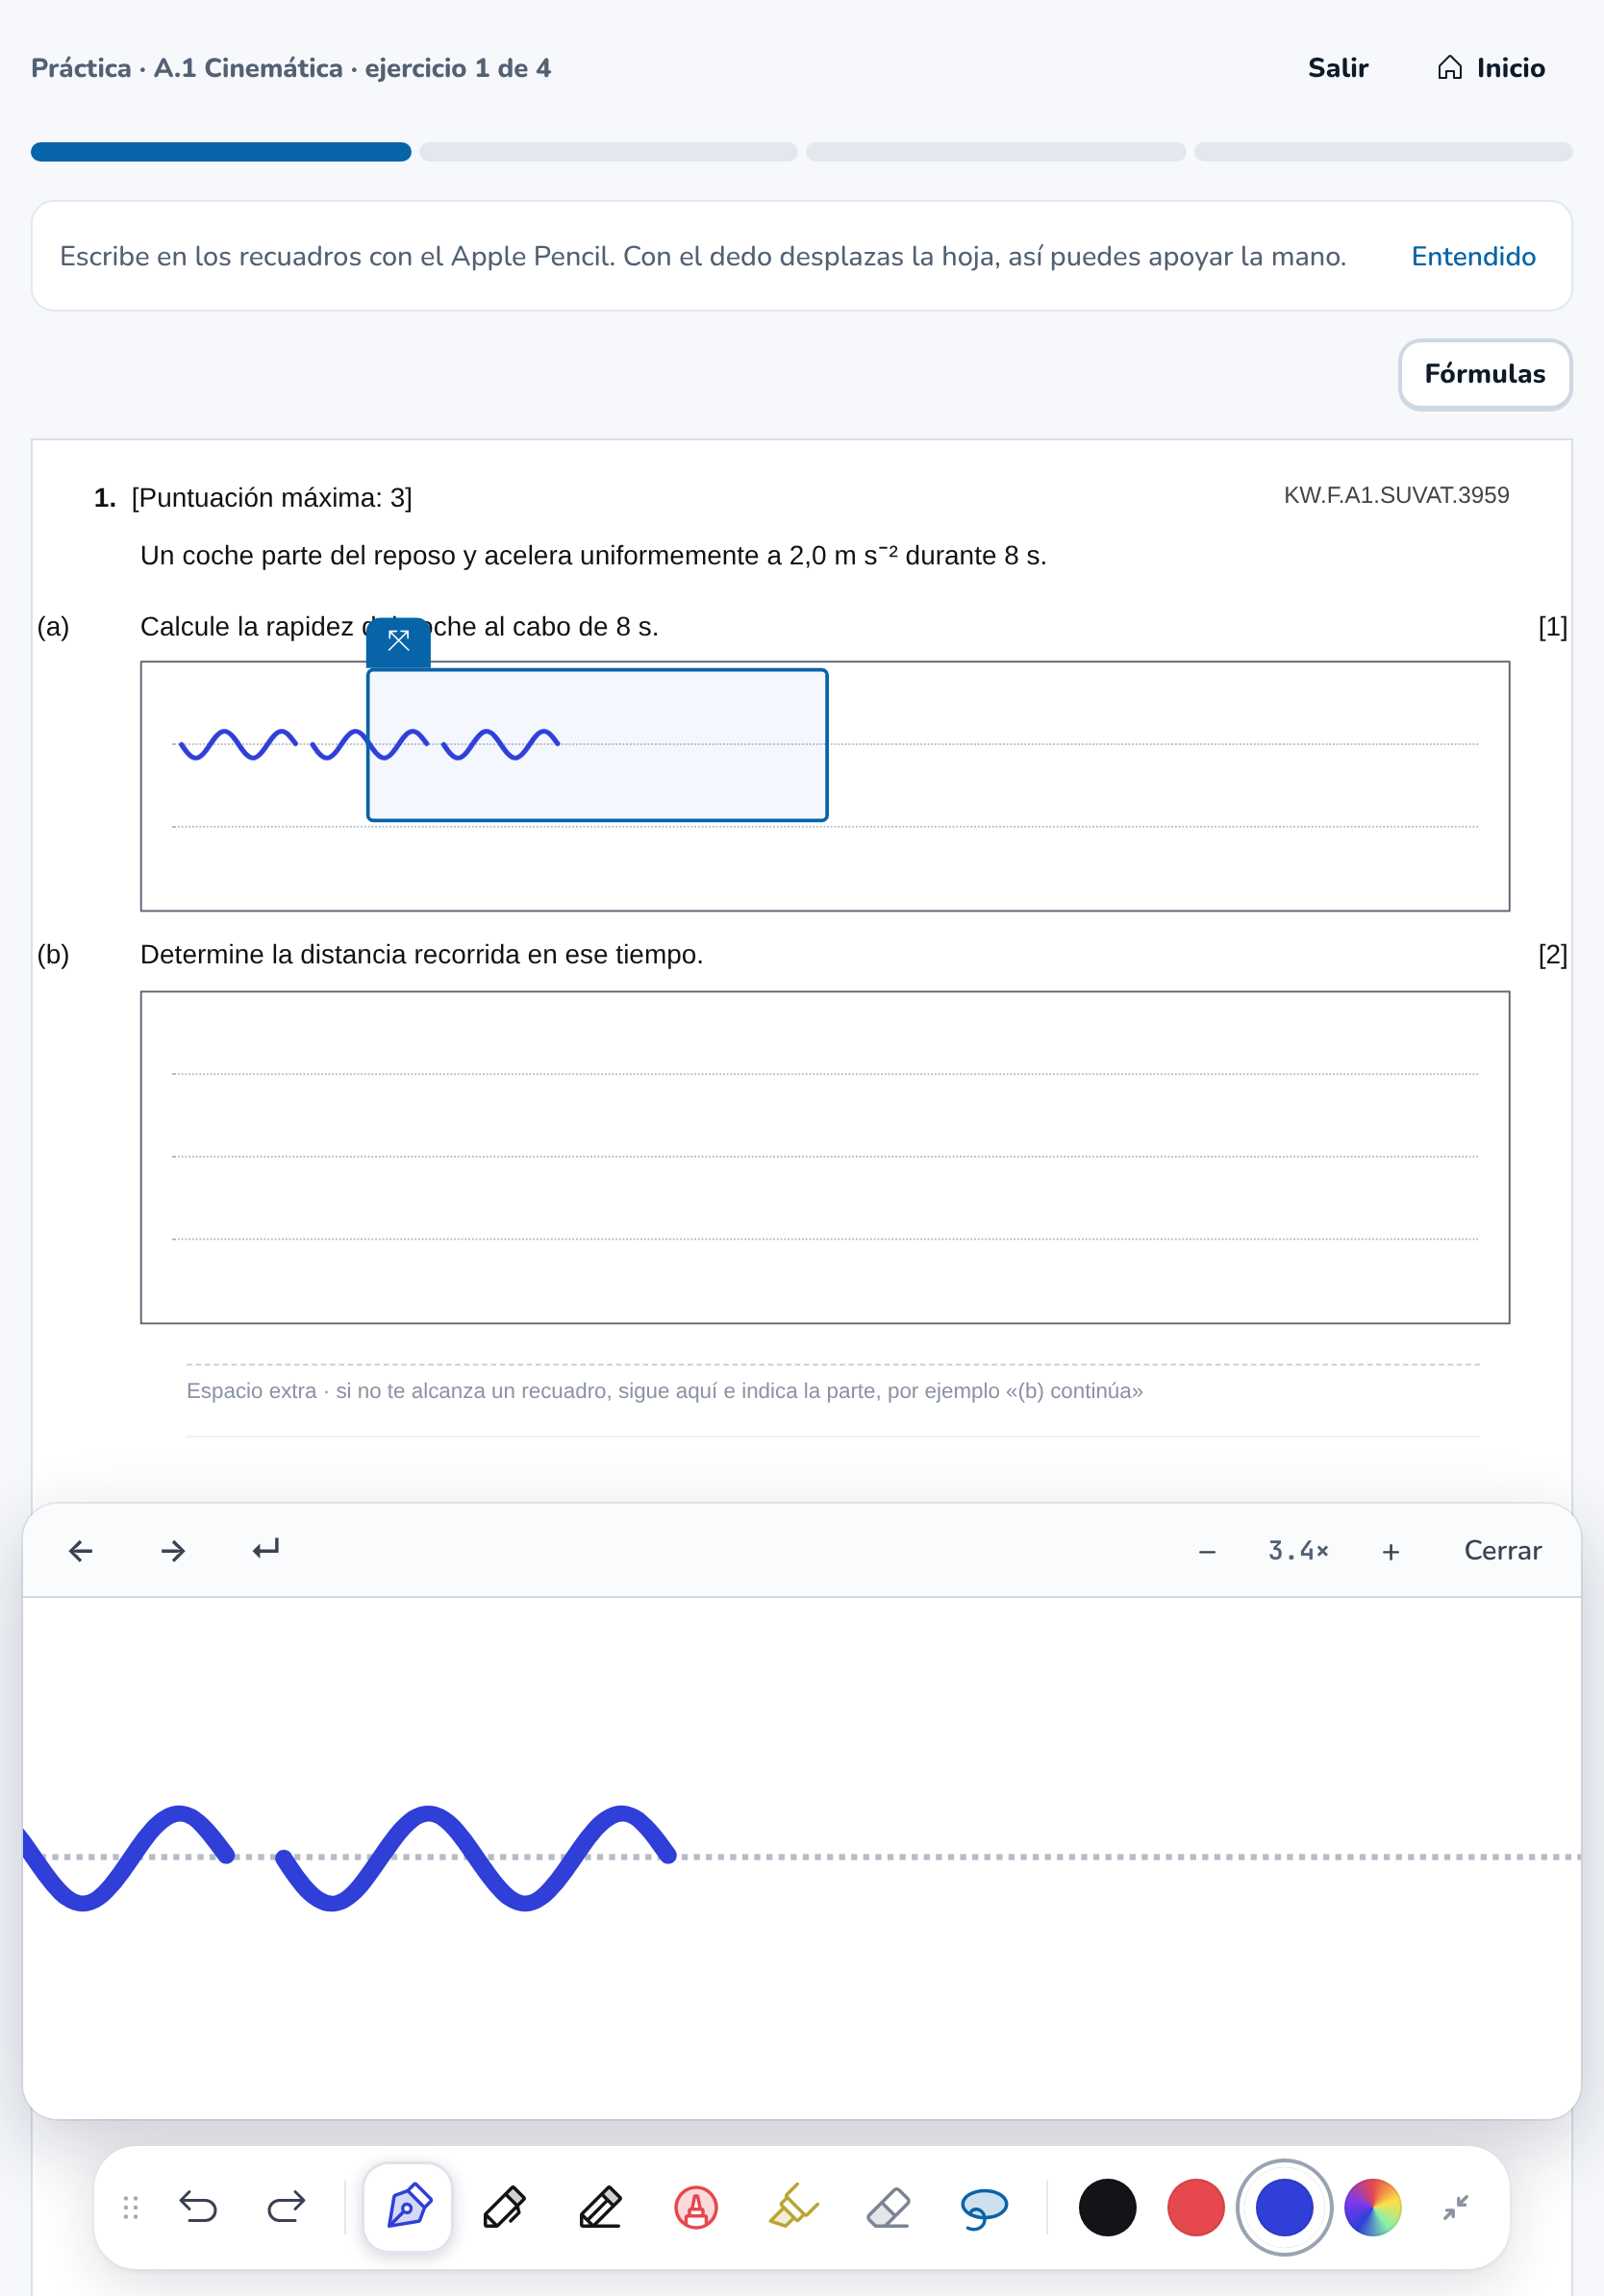 Práctica · A.1 Cinemática · ejercicio 1 de 4
Salir
Inicio
Escribe en los recuadros con el Apple Pencil. Con el dedo desplazas la hoja, así puedes apoyar la mano.
Entendido
Fórmulas
1. [Puntuación máxima: 3]
KW.F.A1.SUVAT.3959
Un coche parte del reposo y acelera uniformemente a 2,0 m s⁻² durante 8 s.
(a) Calcule la rapidez oche al cabo de 8 s. [1]
(b) Determine la distancia recorrida en ese tiempo. [2]
Espacio extra · si no te alcanza un recuadro, sigue aquí e indica la parte, por ejemplo «(b) continúa»
3.4×
Cerrar